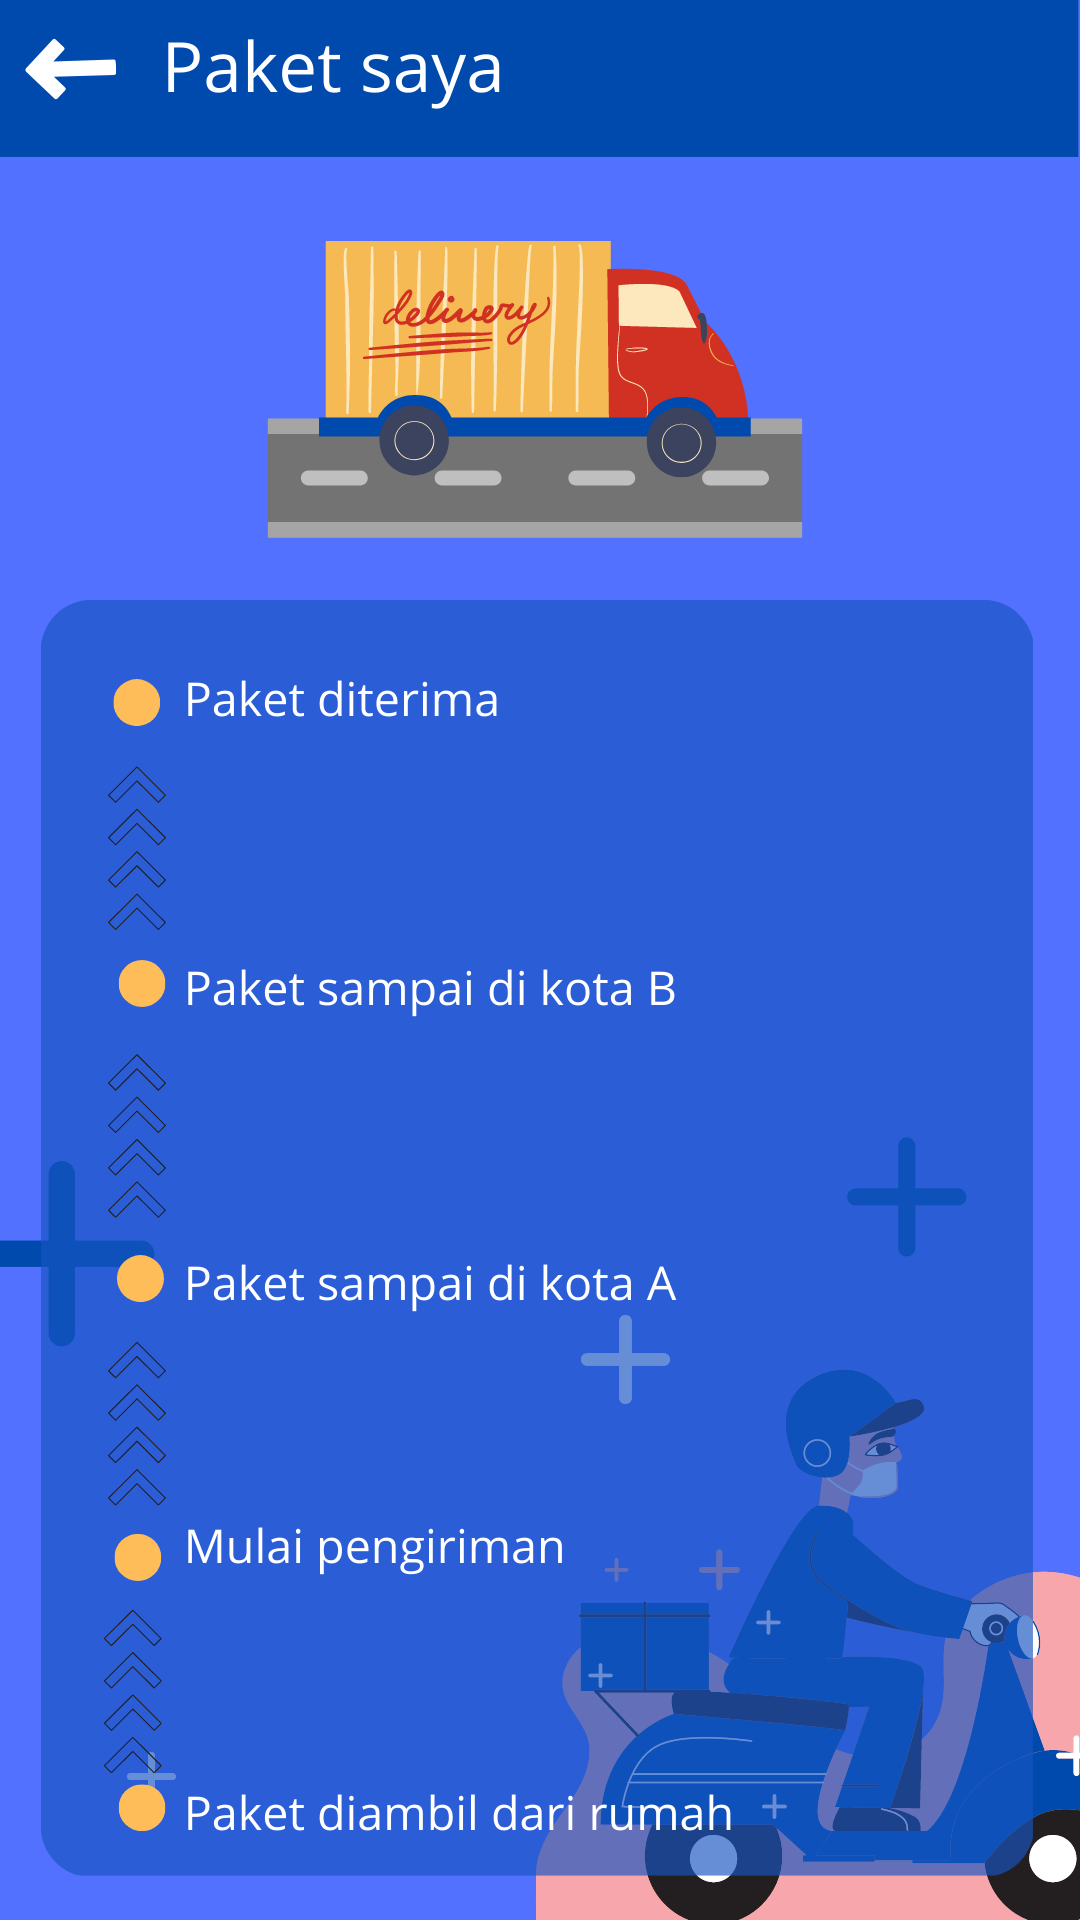 Paket saya
delivery
Paket diterima
Paket sampai di kota B
Paket sampai di kota A
Mulai pengiriman
Paket diambil dari rumah